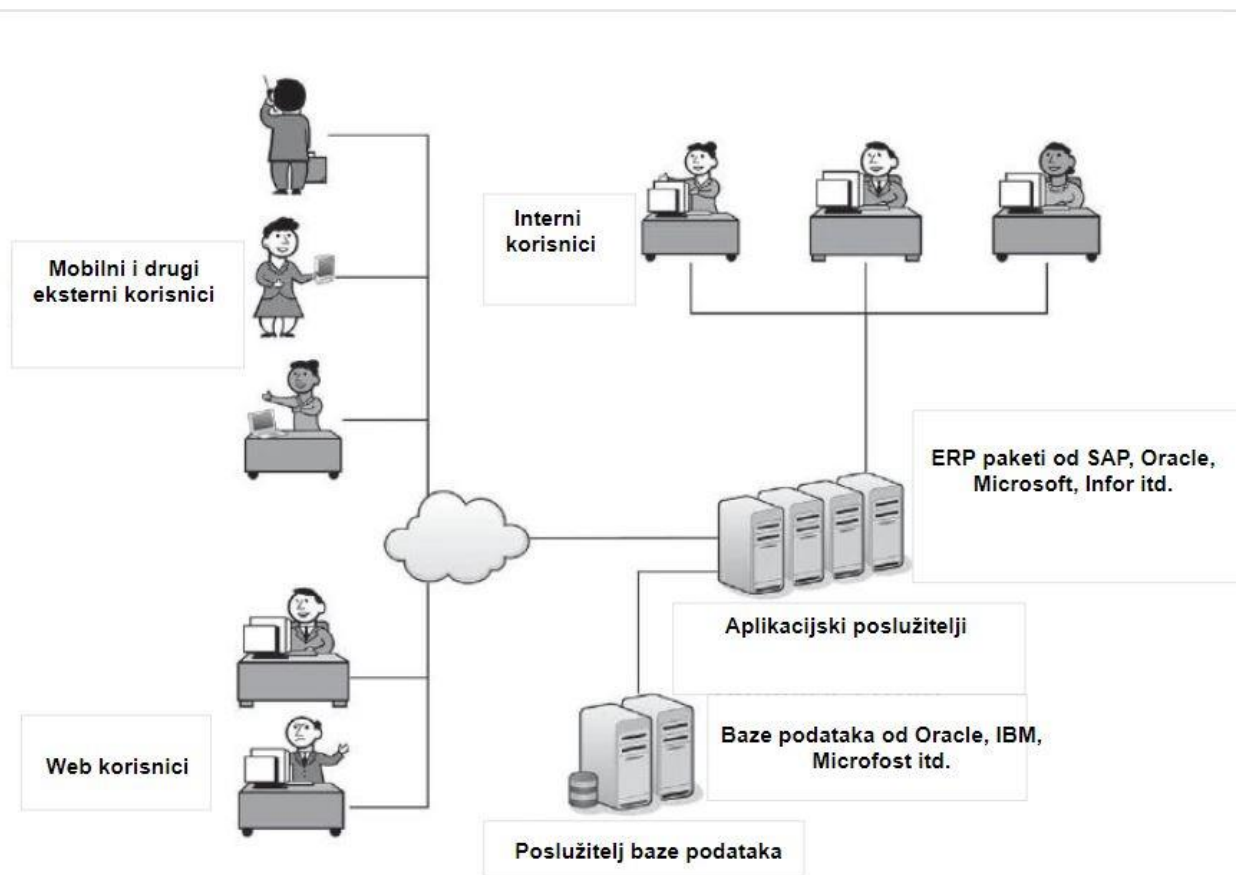 Interni
korisnici
Mobilni i drugi
eksterni korisnici
ERP paketi od SAP, Oracle,
Microsoft, Infor itd.
Aplikacijski poslužitelji
Baze podataka od Oracle, IBM,
Microfost itd.
Web korisnici
Poslužitelj baze podataka